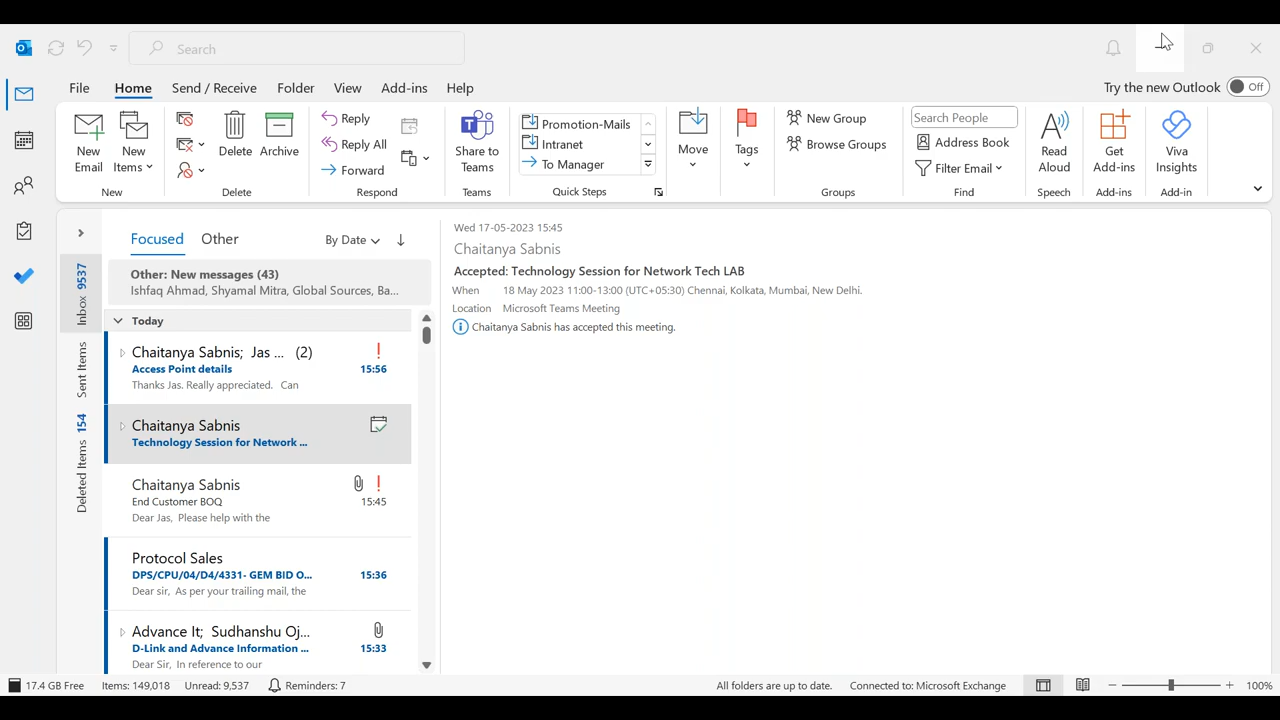 Search
File Home Send / Receive Folder View Add-ins Help
Try the new Outlook Off
New Email
New Items
New
Delete
Archive
Delete
Reply
Reply All
Forward
Respond
Share to Teams
Teams
Promotion-Mails
Intranet
To Manager
Quick Steps
Move
Tags
New Group
Browse Groups
Groups
Search People
Address Book
Filter Email
Find
Read Aloud
Speech
Get Add-ins
Add-ins
Viva Insights
Add-in
Inbox 9537
Sent Items
Deleted Items 154
Focused Other By Date
Other: New messages (43)
Ishfaq Ahmad, Shyamal Mitra, Global Sources, Ba...
Today
Chaitanya Sabnis; Jas ... (2)
Access Point details 15:56
Thanks Jas. Really appreciated. Can
Chaitanya Sabnis
Technology Session for Network ...
Chaitanya Sabnis
End Customer BOQ 15:45
Dear Jas, Please help with the
Protocol Sales
DPS/CPU/04/D4/4331- GEM BID O... 15:36
Dear sir, As per your trailing mail, the
Advance It; Sudhanshu Oj...
D-Link and Advance Information ... 15:33
Dear Sir, In reference to our
Wed 17-05-2023 15:45
Chaitanya Sabnis
Accepted: Technology Session for Network Tech LAB
When 18 May 2023 11:00-13:00 (UTC+05:30) Chennai, Kolkata, Mumbai, New Delhi.
Location Microsoft Teams Meeting
Chaitanya Sabnis has accepted this meeting.
17.4 GB Free Items: 149,018 Unread: 9,537 Reminders: 7 All folders are up to date. Connected to: Microsoft Exchange 100%